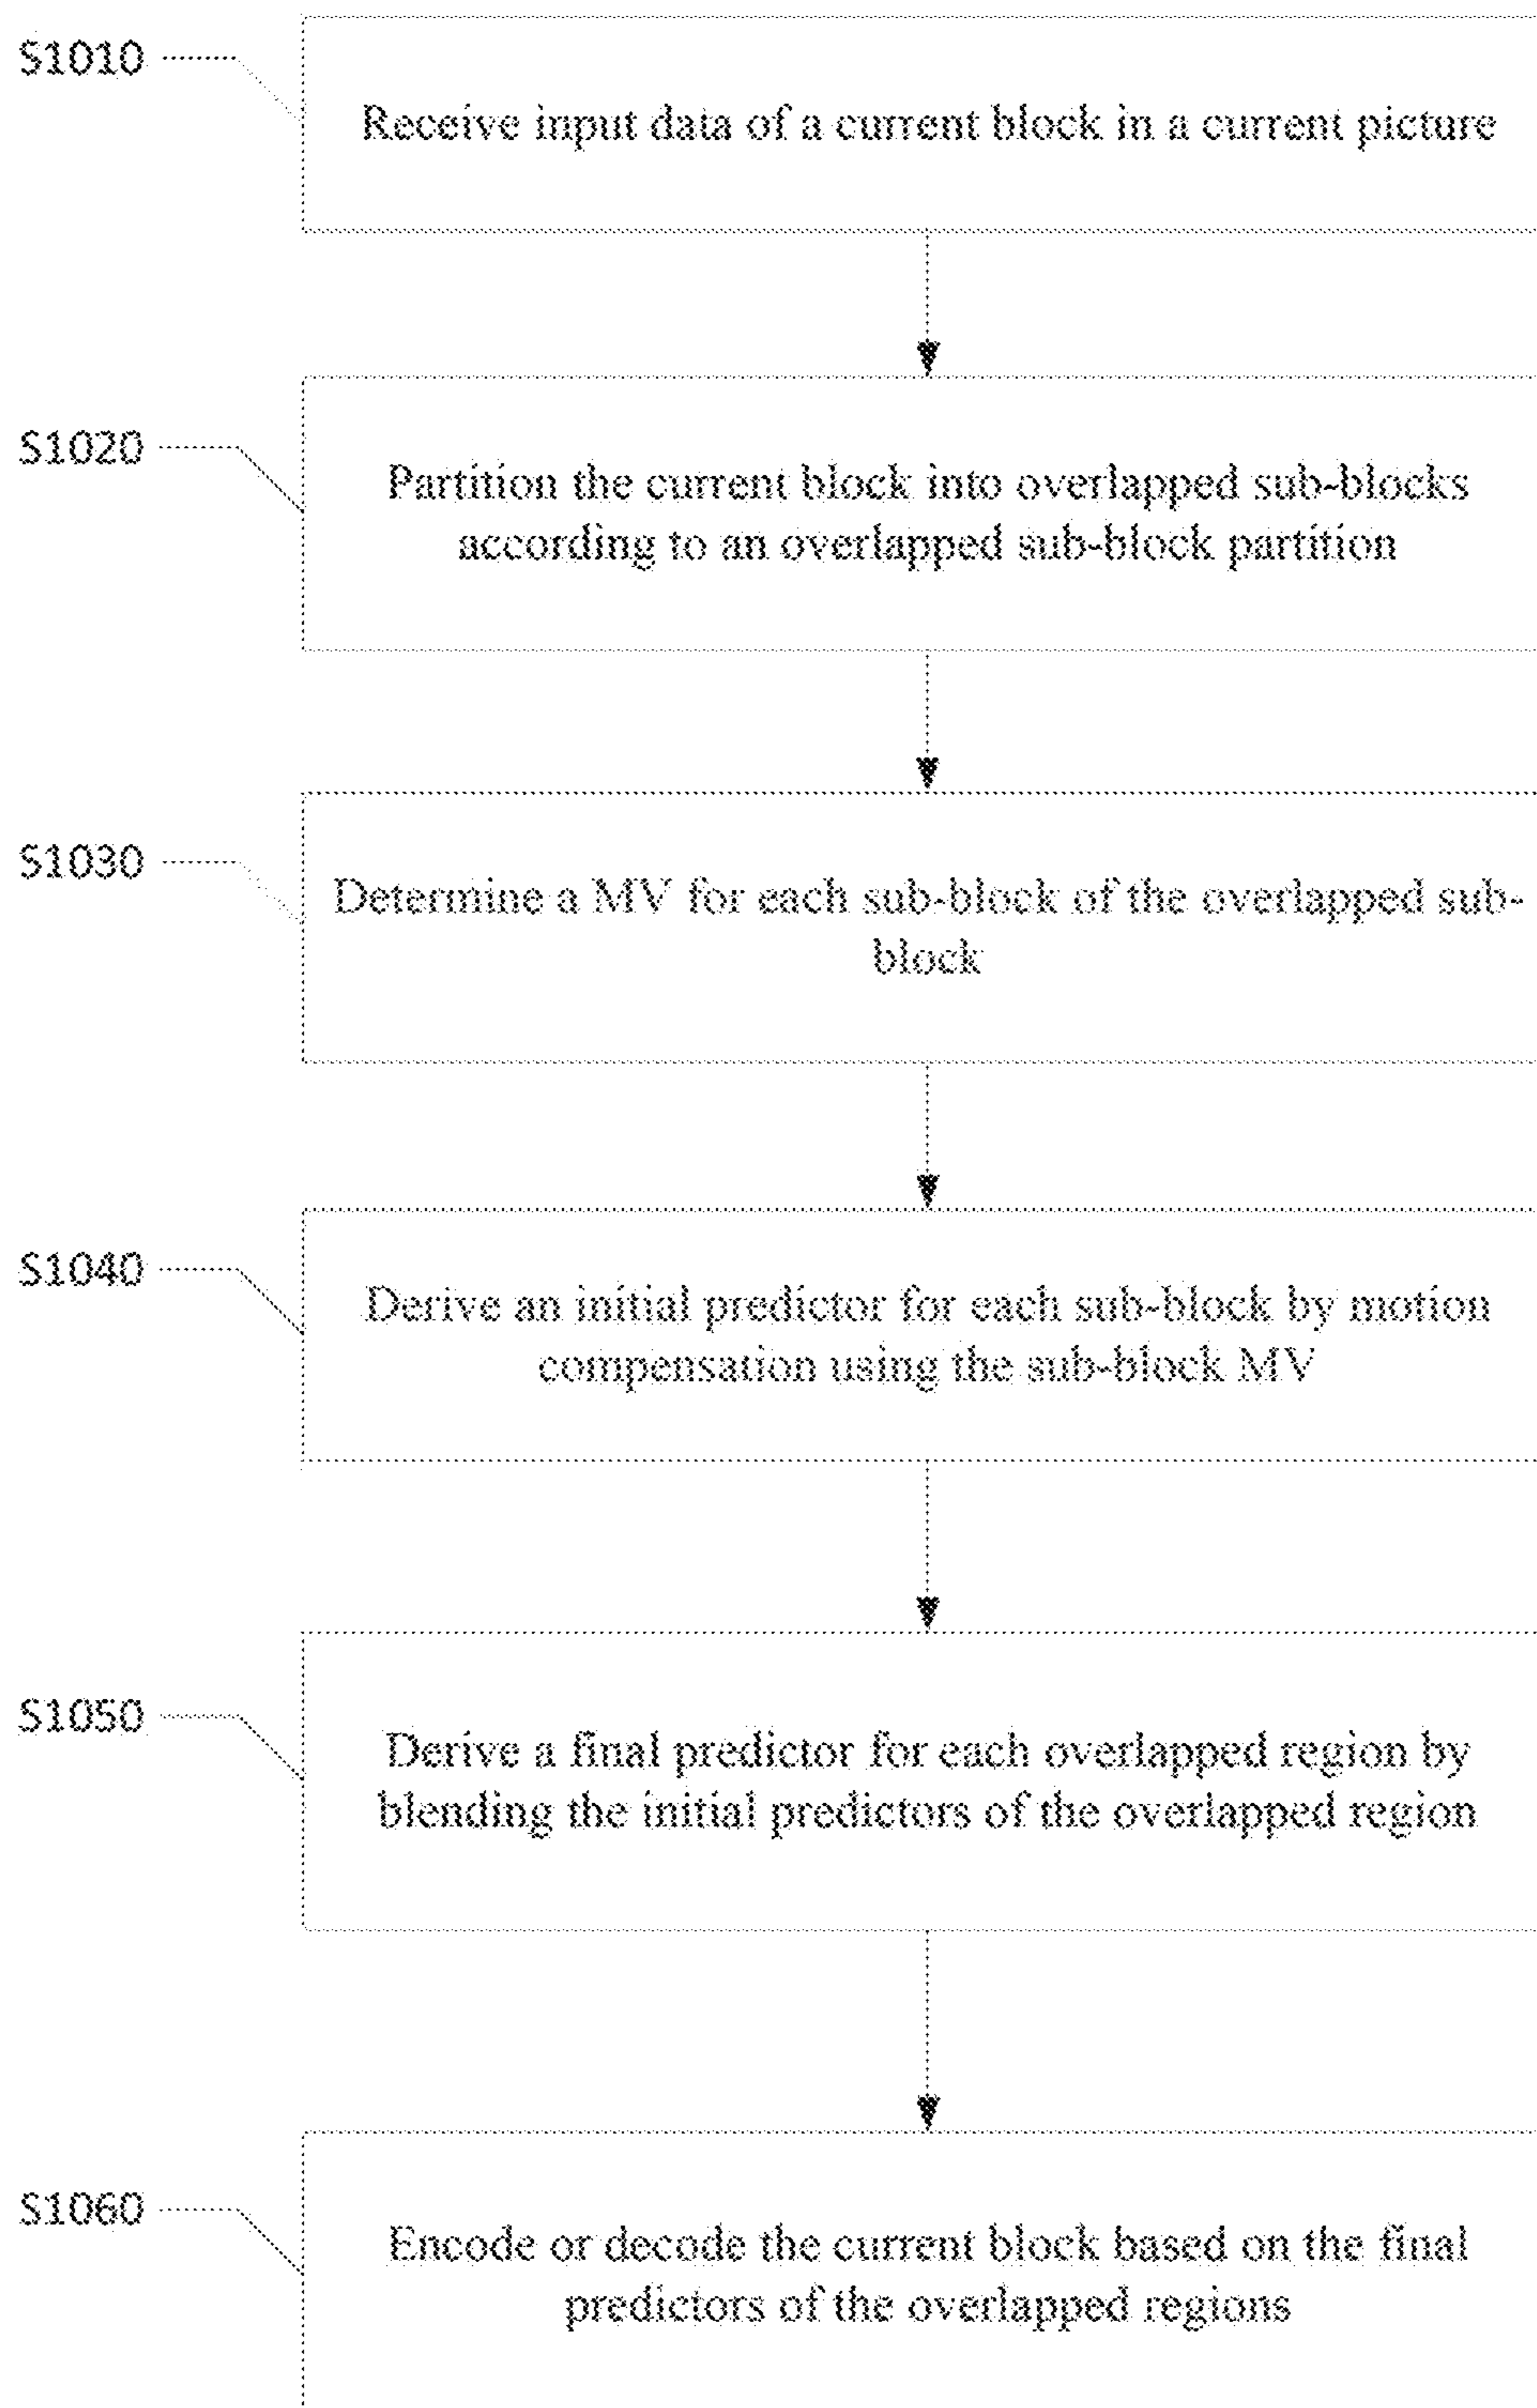 S1010
Receive input data of a current block in a current picture
S1020
Partition the current block into overlapped sub-blocks
according to an overlapped sub-block partition
S1030
Determine a MV for each sub-block of the overlapped sub-
block
S1040
Derive an initial predictor for each sub-block by motion
compensation using the sub-block MV
S1050
Derive a final predictor for each overlapped region by
blending the initial predictors of the overlapped region
S1060
Encode or decode the current block based on the final
predictors of the overlapped regions